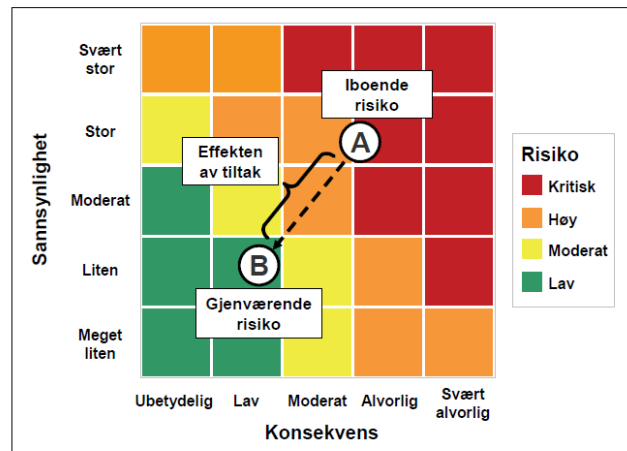 Sannsynlighet
Svært
stor
Stor
Moderat
Liten
Meget
liten
Iboende
risiko
A
Effekten
av tiltak
B
Gjenværende
risiko
Ubetydelig
Lav
Moderat
Alvorlig
Svært
alvorlig
Konsekvens
Risiko
Kritisk
Høy
Moderat
Lav